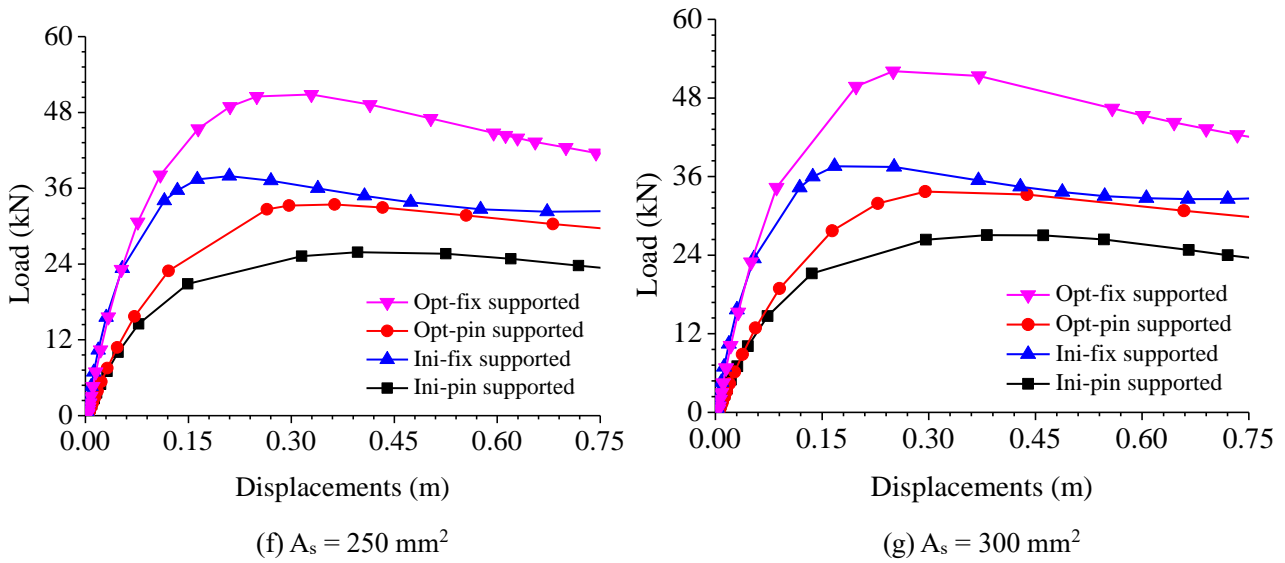 60
48
36
24
12
0
Load (kN)
Opt-fix supported
Opt-pin supported
Ini-fix supported
Ini-pin supported
0.00 0.15 0.30 0.45 0.60 0.75
Displacements (m)
(f) Aₛ = 250 mm²
60
48
36
24
12
0
Load (kN)
Opt-fix supported
Opt-pin supported
Ini-fix supported
Ini-pin supported
0.00 0.15 0.30 0.45 0.60 0.75
Displacements (m)
(g) Aₛ = 300 mm²